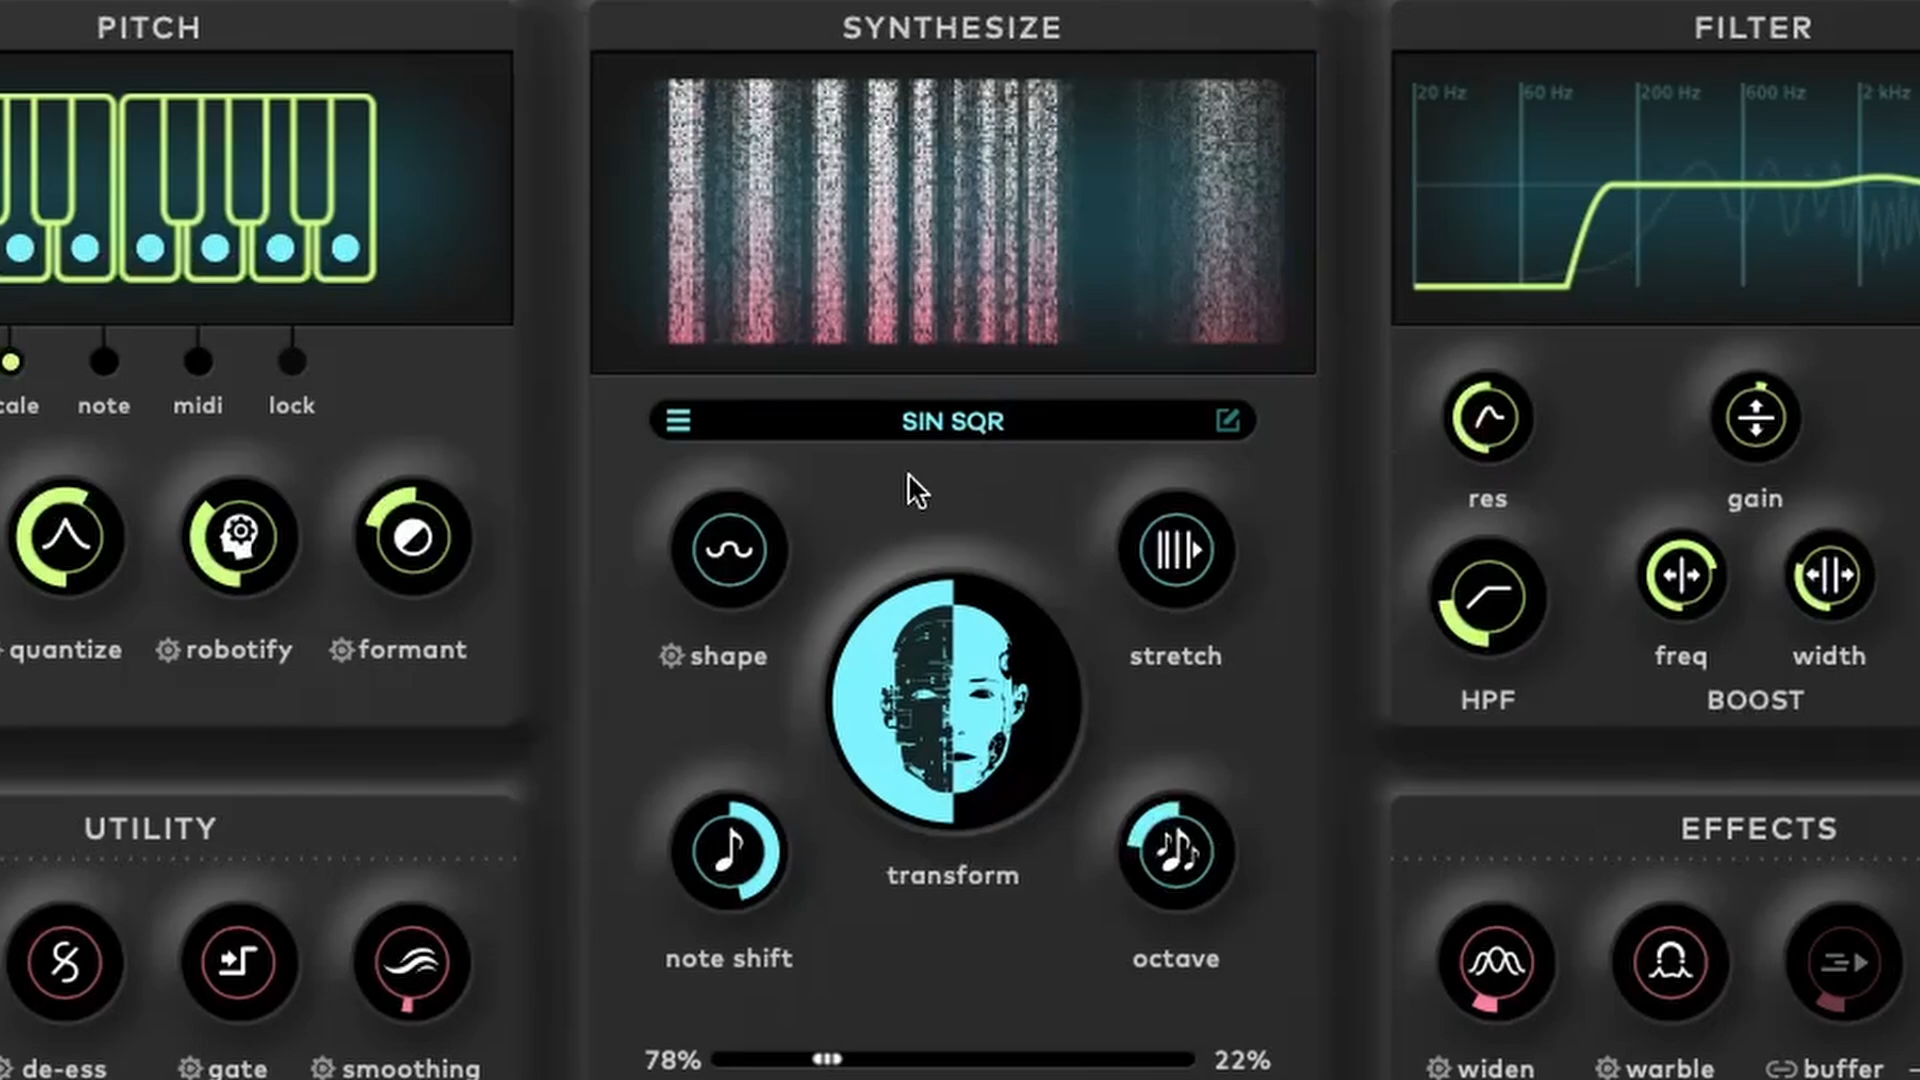 PITCH
cale
note
midi
lock
quantize
robotify
formant
UTILITY
de-ess
gate
smoothing
SYNTHESIZE
SIN SQR
shape
stretch
transform
note shift
octave
78%
22%
FILTER
20 Hz
60 Hz
200 Hz
600 Hz
2 kHz
res
gain
freq
width
HPF
BOOST
EFFECTS
widen
warble
buffer